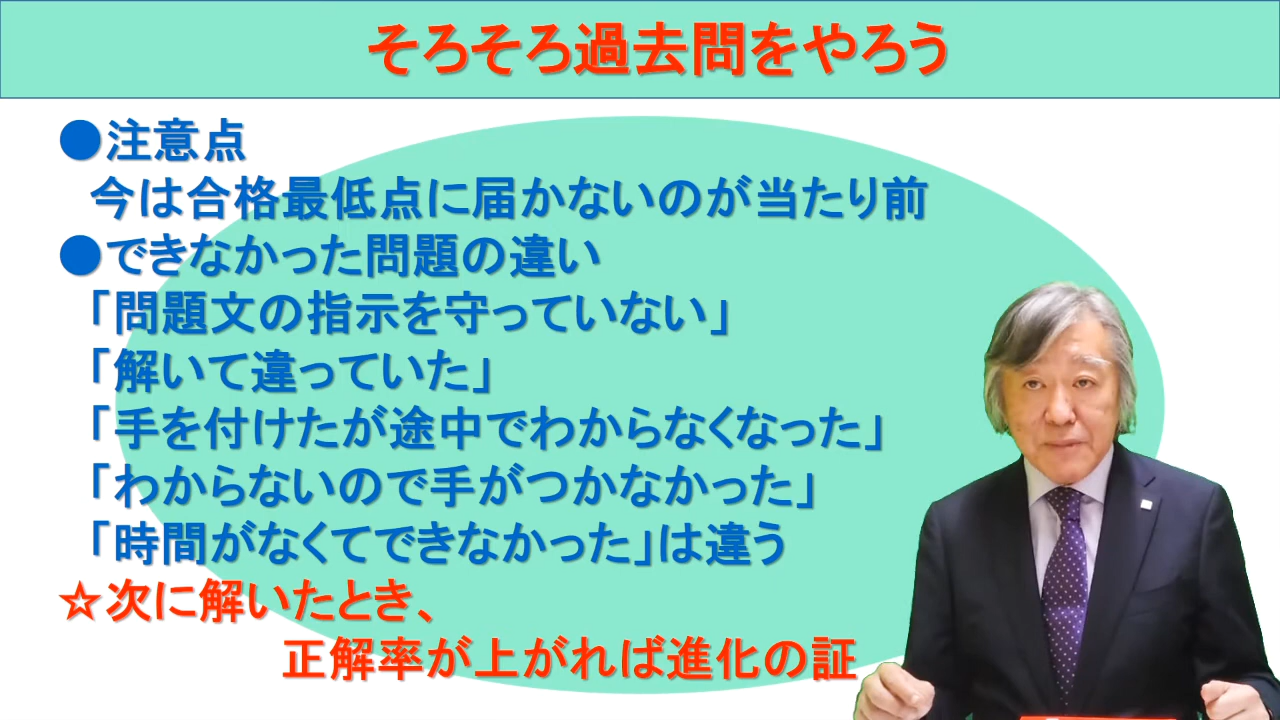 そろそろ過去問をやろう
●注意点
今は合格最低点に届かないのが当たり前
●できなかった問題の違い
「問題文の指示を守っていない」
「解いて違っていた」
「手を付けたが途中でわからなくなった」
「わからないので手がつかなかった」
「時間がなくてできなかった」は違う
☆次に解いたとき、
正解率が上がれば進化の証